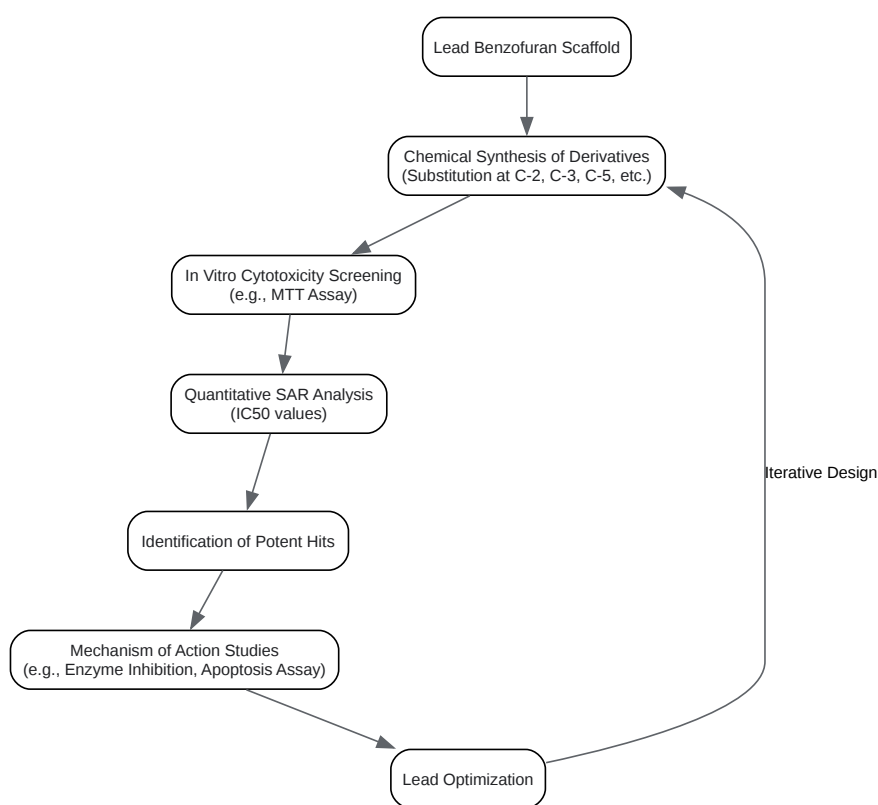 Lead Benzofuran Scaffold
Chemical Synthesis of Derivatives
(Substitution at C-2, C-3, C-5, etc.)
In Vitro Cytotoxicity Screening
(e.g., MTT Assay)
Quantitative SAR Analysis
(IC50 values)
Iterative Design
Identification of Potent Hits
Mechanism of Action Studies
(e.g., Enzyme Inhibition, Apoptosis Assay)
Lead Optimization